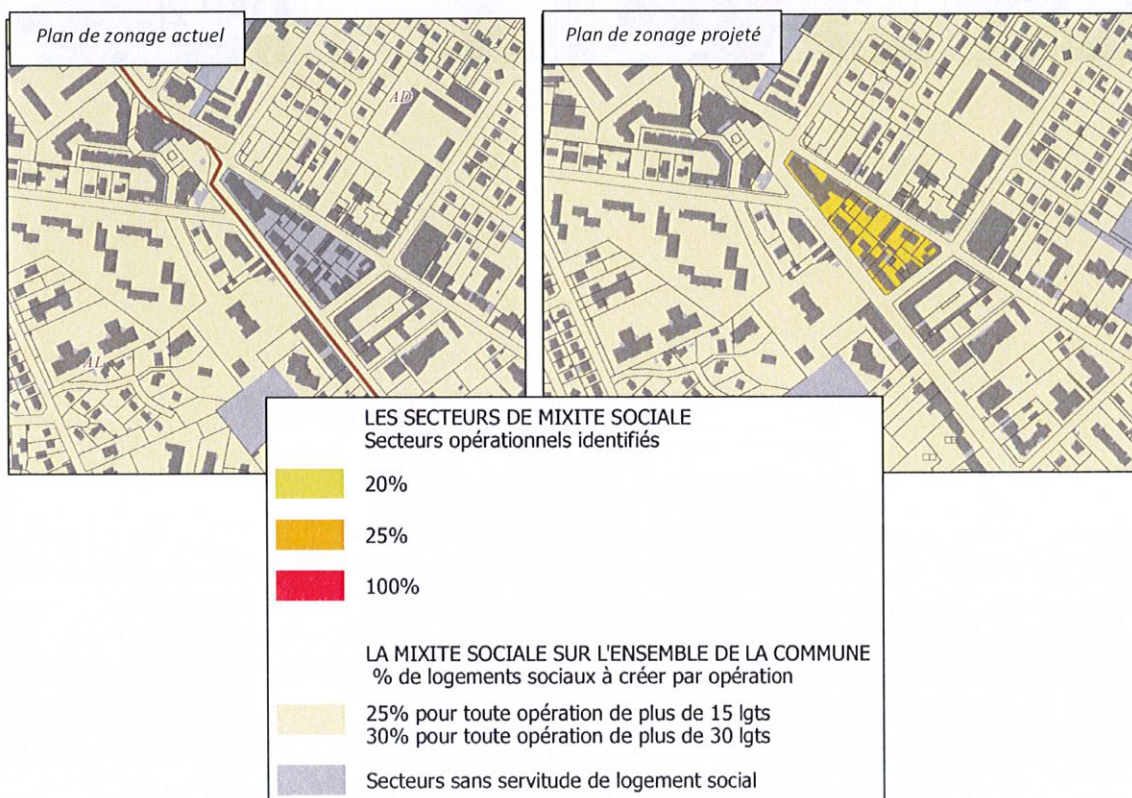 Plan de zonage actuel
Plan de zonage projeté
AD
AL
LES SECTEURS DE MIXITE SOCIALE
Secteurs opérationnels identifiés
20%
25%
100%
LA MIXITE SOCIALE SUR L'ENSEMBLE DE LA COMMUNE
% de logements sociaux à créer par opération
25% pour toute opération de plus de 15 lgts
30% pour toute opération de plus de 30 lgts
Secteurs sans servitude de logement social